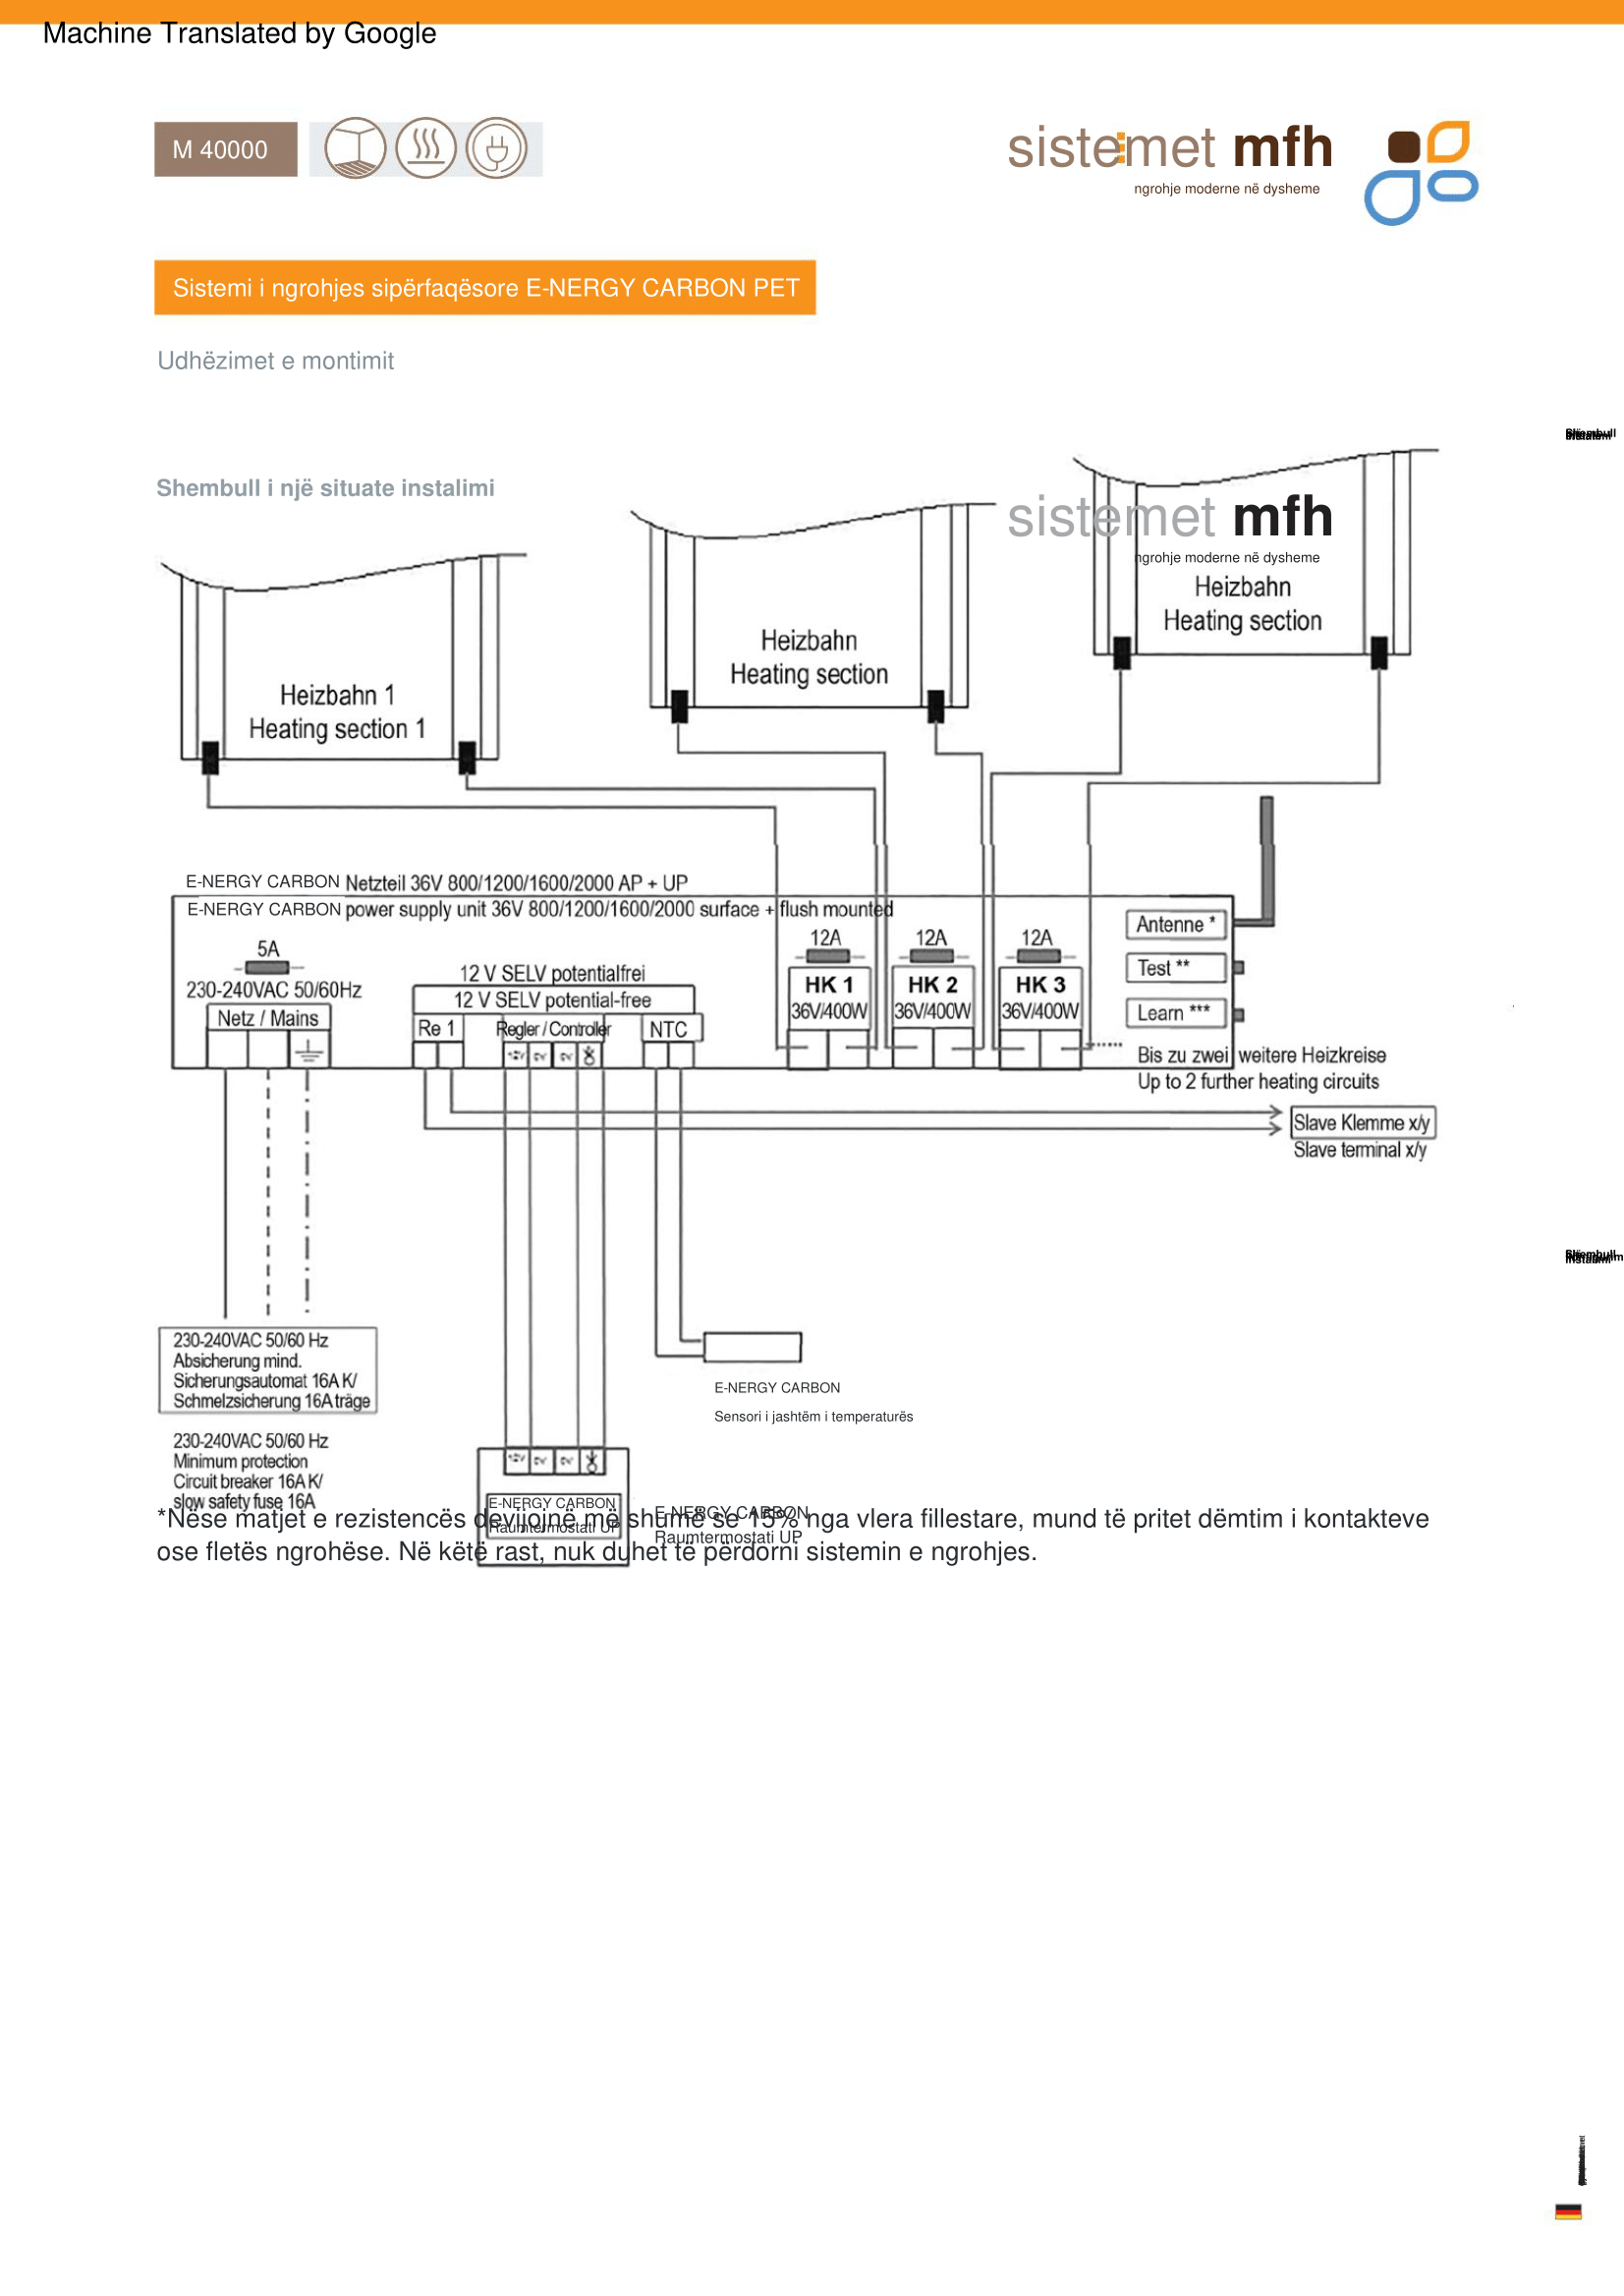 Machine Translated by Google
M 40000
sistemet mfh
ngrohje moderne në dysheme
Sistemi i ngrohjes sipërfaqësore E-NERGY CARBON PET
Udhëzimet e montimit
Shembull i një situate instalimi
sistemet mfh
ngrohje moderne në dysheme
Heizbahn
Heating section
Heizbahn
Heating section
Heizbahn 1
Heating section 1
E-NERGY CARBON Netzteil 36V 800/1200/1600/2000 AP + UP
E-NERGY CARBON power supply unit 36V 800/1200/1600/2000 surface + flush mounted
5A
230-240VAC 50/60Hz
Netz / Mains
12 V SELV potentialfrei
12 V SELV potential-free
Re 1
Regler / Controller
NTC
12A
12A
12A
HK 1
HK 2
HK 3
36V/400W
36V/400W
36V/400W
Antenne *
Test **
Learn ***
Bis zu zwei weitere Heizkreise
Up to 2 further heating circuits
Slave Klemme x/y
Slave terminal x/y
230-240VAC 50/60 Hz
Absicherung mind.
Sicherungsautomat 16A K/
Schmelzsicherung 16A träge
230-240VAC 50/60 Hz
Minimum protection
Circuit breaker 16A K/
slow safety fuse 16A
E-NERGY CARBON
Sensori i jashtëm i temperaturës
E-NERGY CARBON
Raumtermostati UP
E-NERGY CARBON
Raumtermostati UP
*Nëse matjet e rezistencës devijojnë më shumë se 15% nga vlera fillestare, mund të pritet dëmtim i kontakteve
ose fletës ngrohëse. Në këtë rast, nuk duhet të përdorni sistemin e ngrohjes.